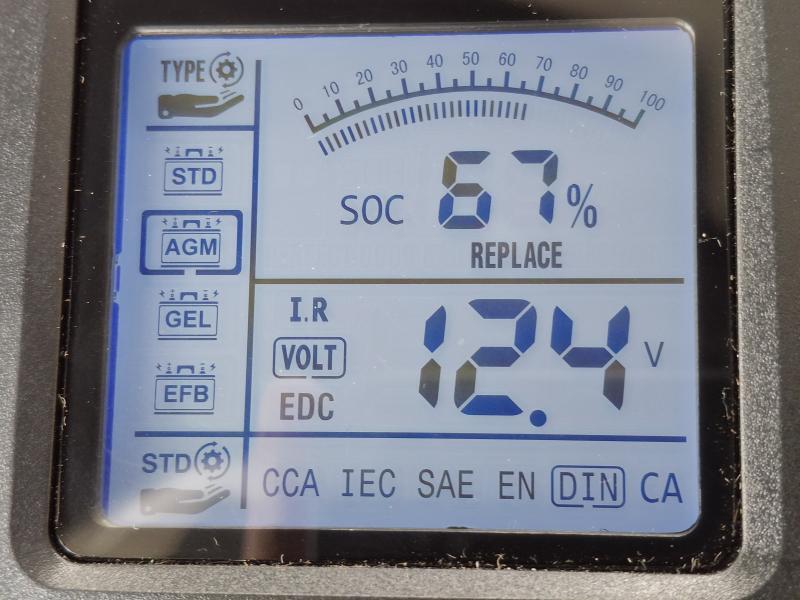 TYPE
0 10 20 30 40 50 60 70 80 90 100
STD
SOC 67%
AGM
REPLACE
GEL
I.R
VOLT
12.4 V
EFB
EDC
STD
CCA IEC SAE EN DIN CA